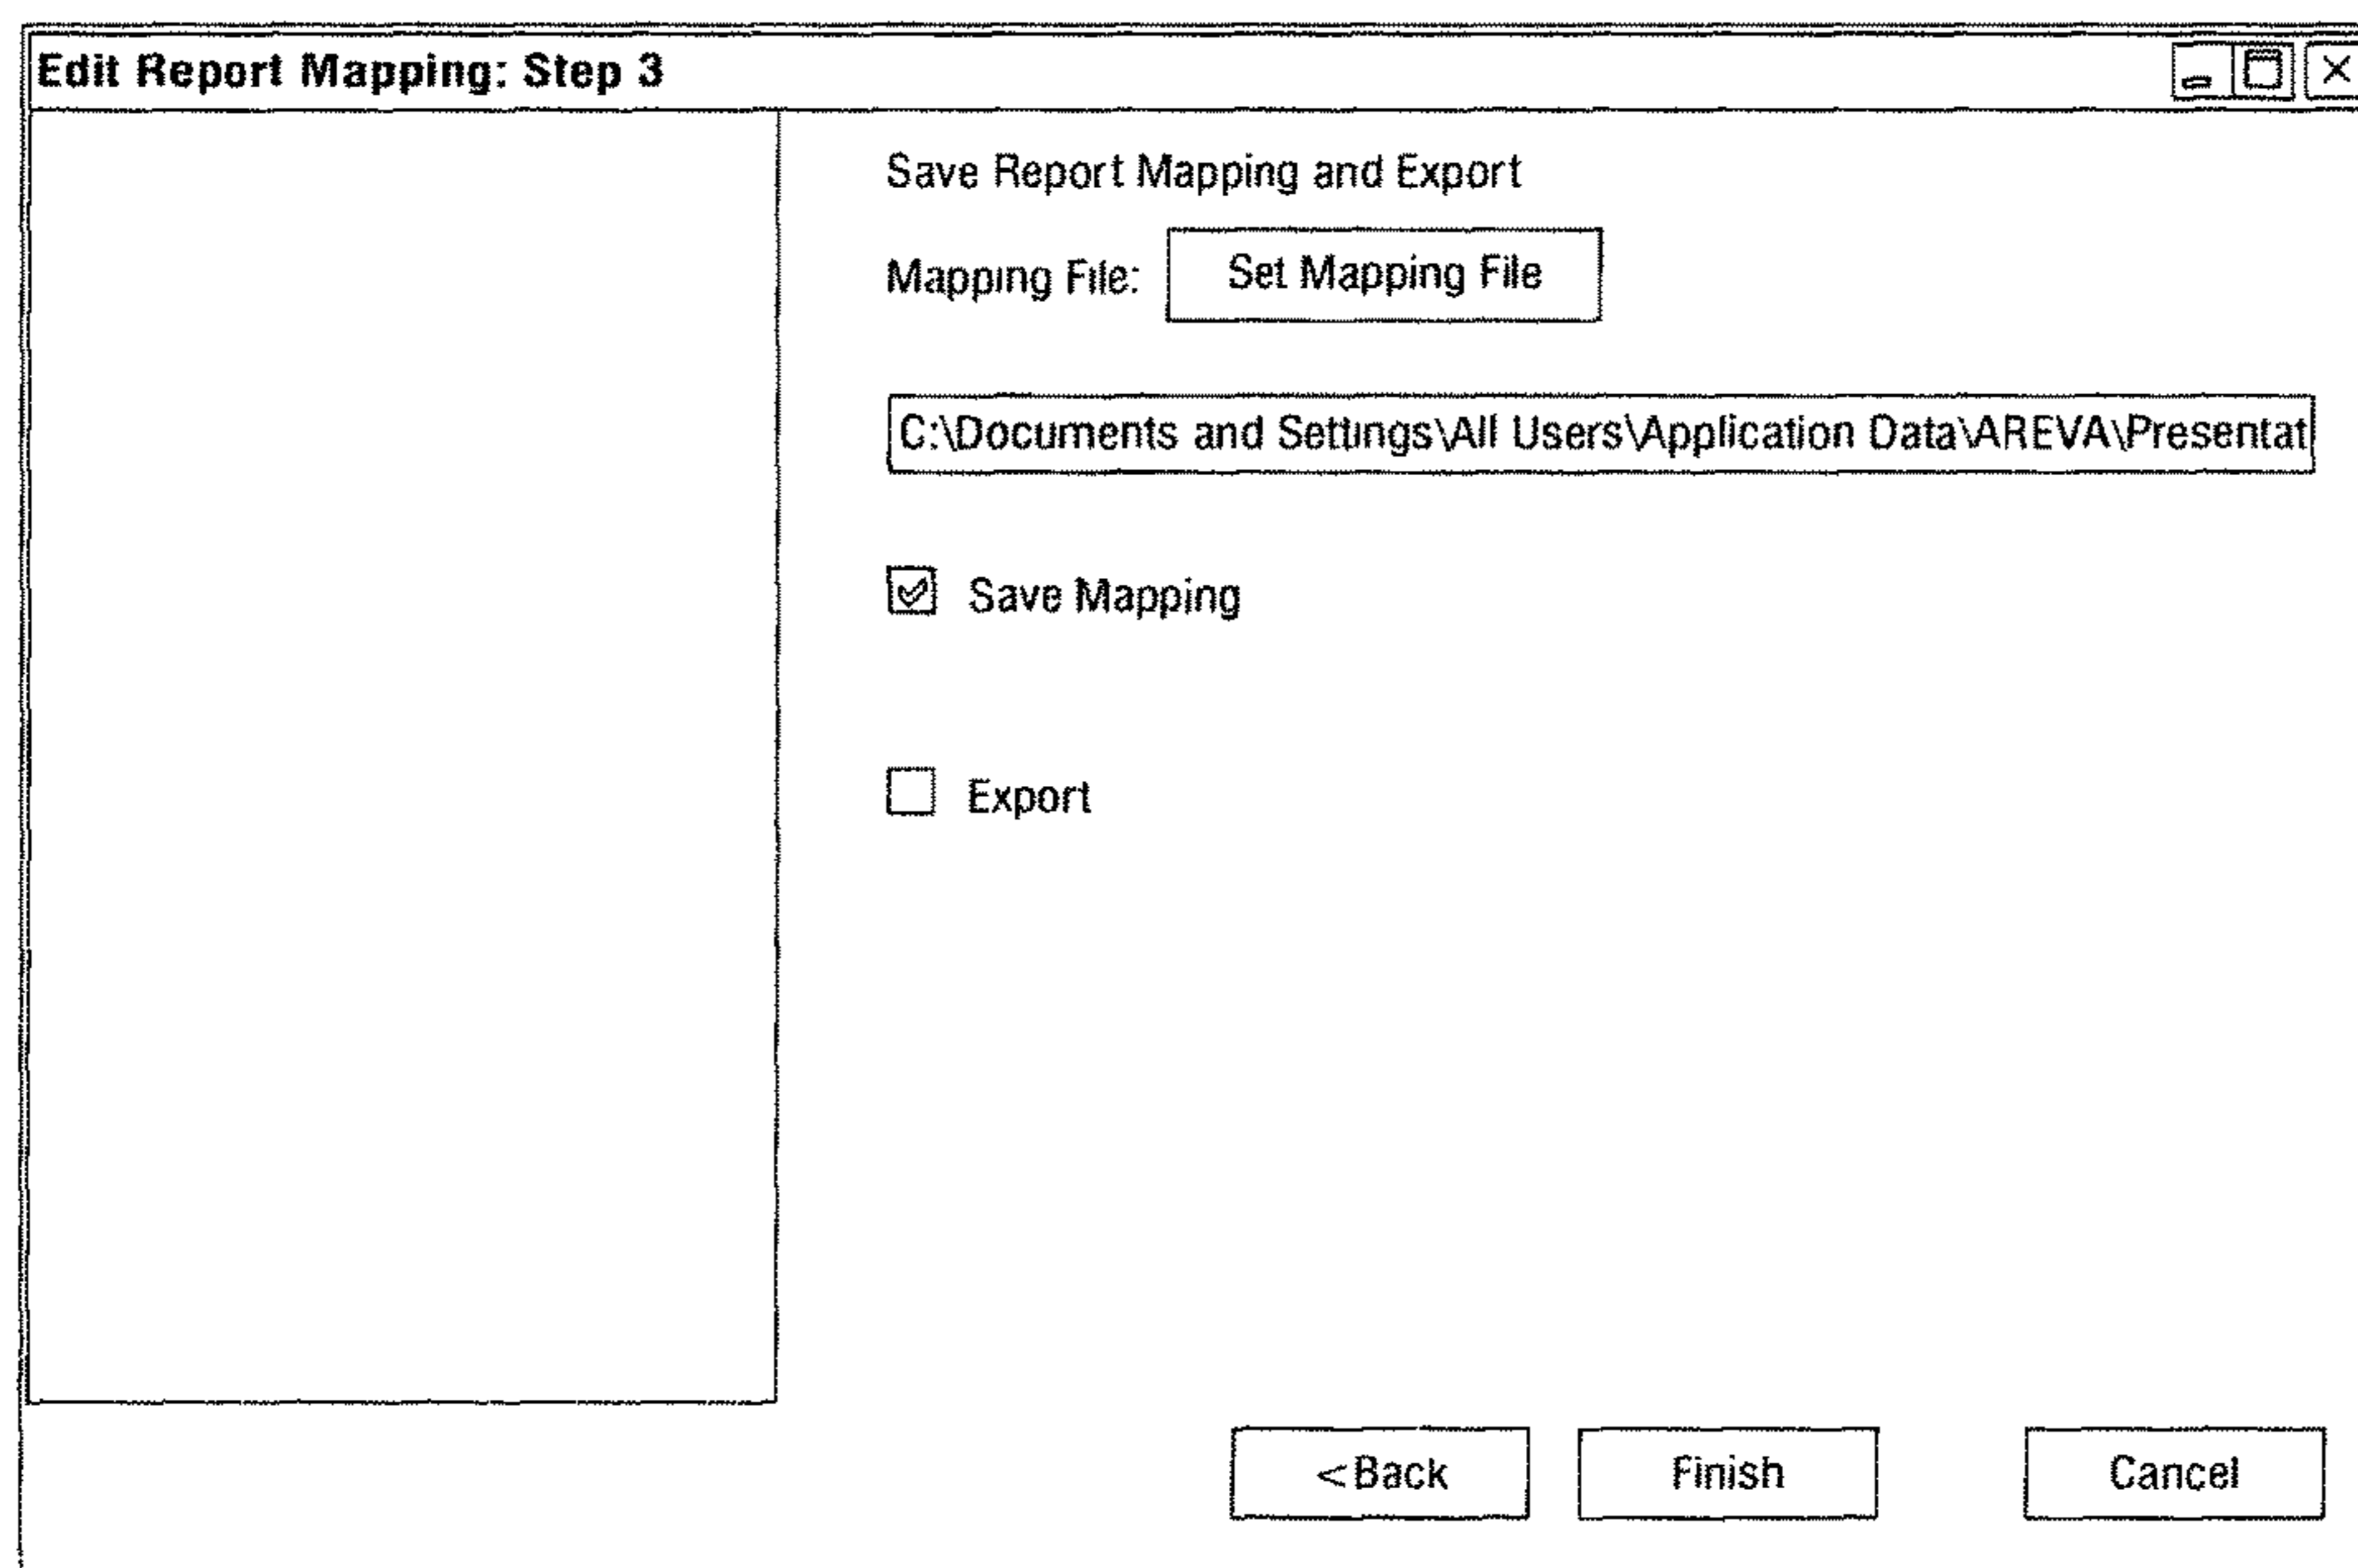 Edit Report Mapping: Step 3
Save Report Mapping and Export
Mapping File: Set Mapping File
C:\Documents and Settings\All Users\Application Data\AREVA\Presentat
Save Mapping
Export
<Back Finish Cancel